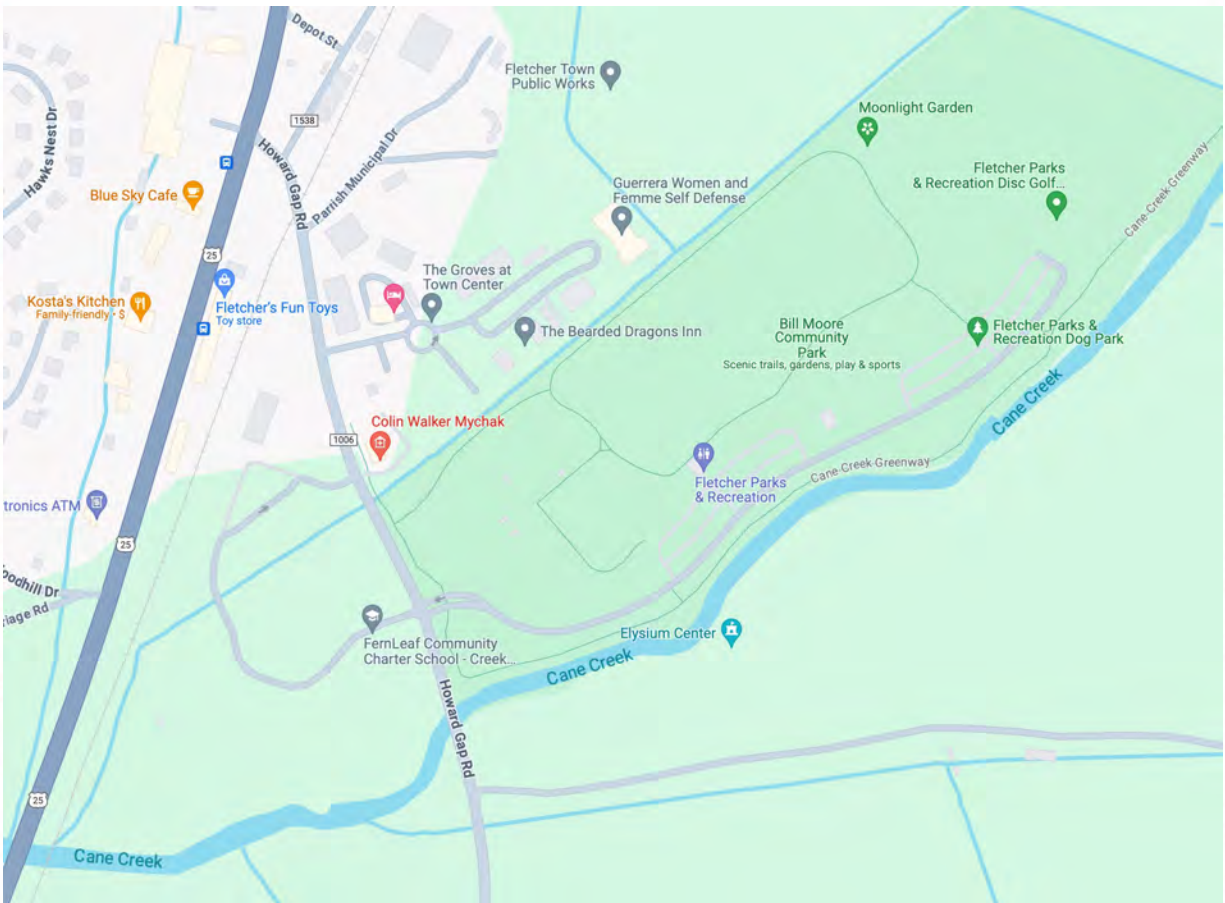 Depot St
Hawks Nest Dr
1538
Howard Gap Rd
Parrish Municipal Dr
Fletcher Town
Public Works
Moonlight Garden
Fletcher Parks
& Recreation Disc Golf...
Cane Creek Greenway
Blue Sky Cafe
Guerrera Women and
Femme Self Defense
25
The Groves at
Town Center
Fletcher's Fun Toys
Toy store
Kosta's Kitchen
Family-friendly • $
The Bearded Dragons Inn
Bill Moore
Community
Park
Scenic trails, gardens, play & sports
Fletcher Parks &
Recreation Dog Park
Cane Creek
Colin Walker Mychak
1006
Cane Creek Greenway
Fletcher Parks
& Recreation
tronics ATM
25
oodhill Dr
riage Rd
FernLeaf Community
Charter School - Creek...
Elysium Center
Cane Creek
Howard Gap Rd
25
Cane Creek